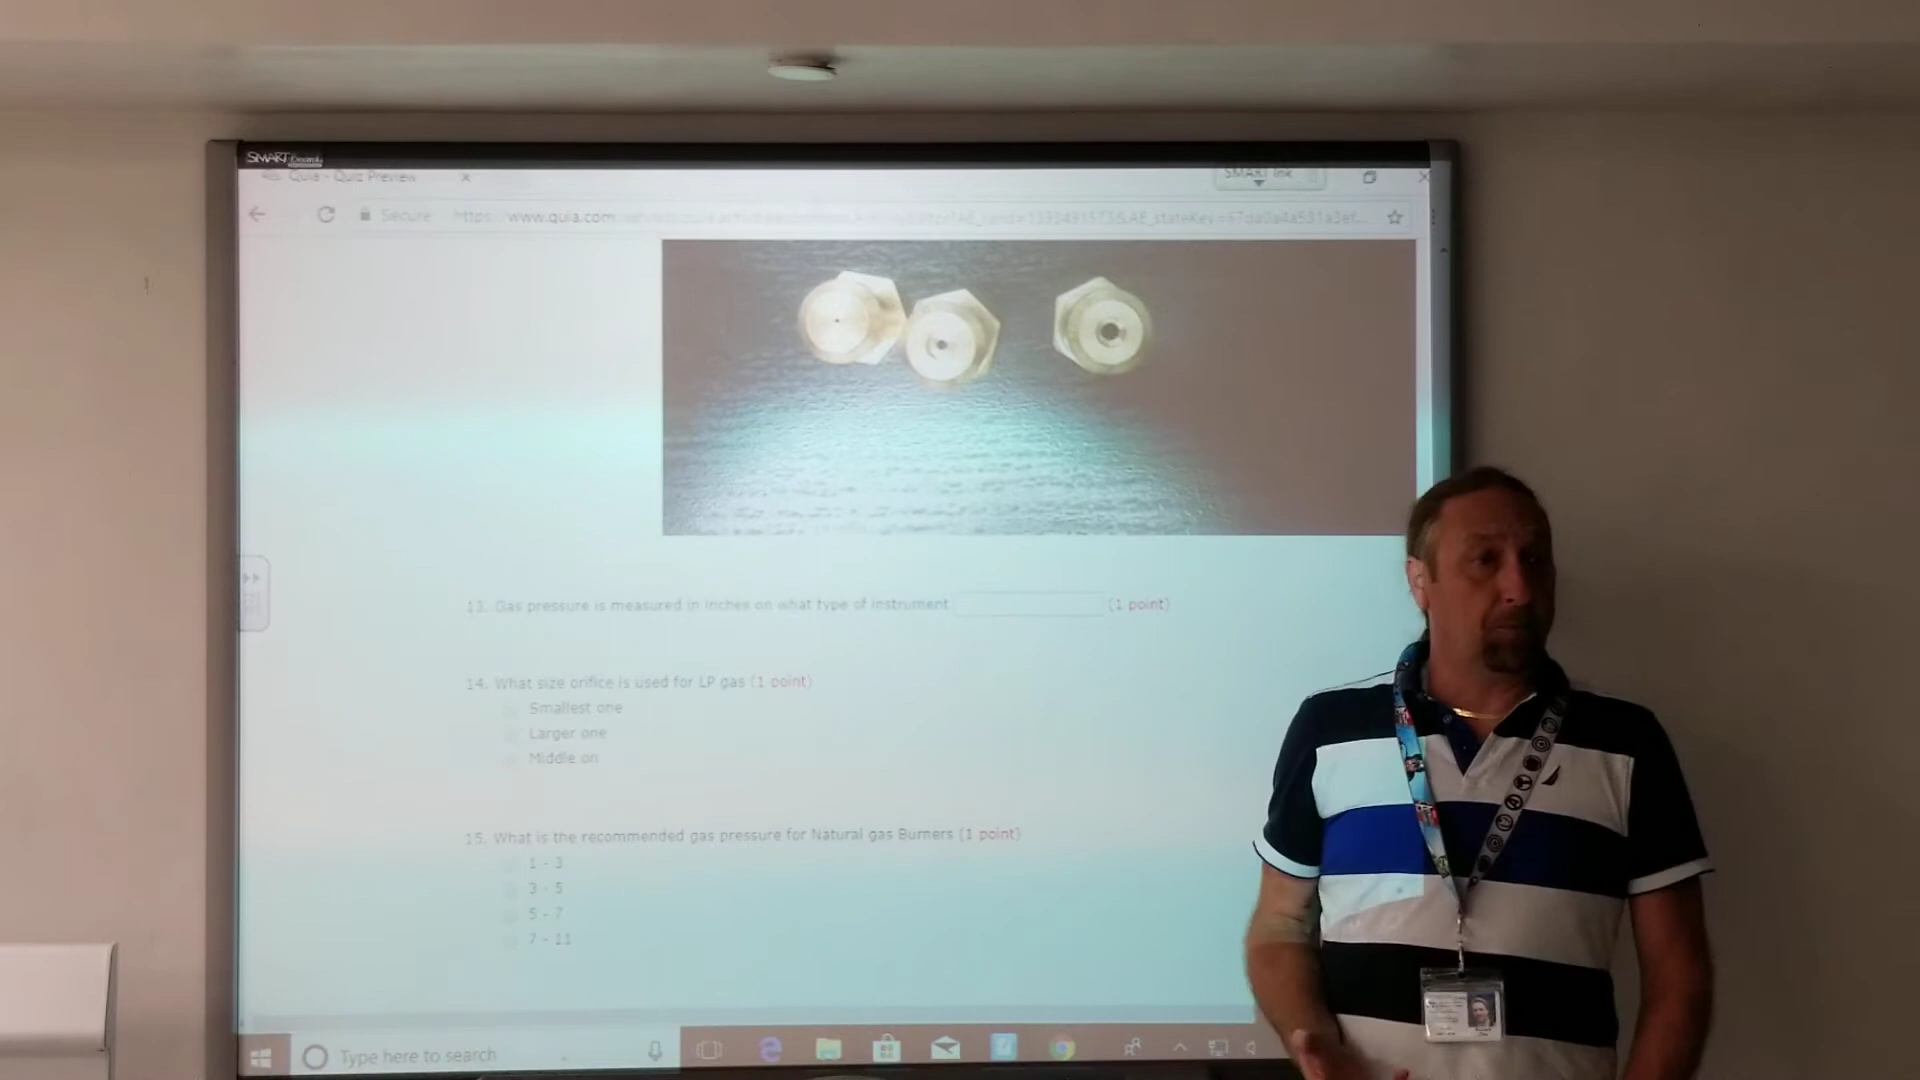 SMART Board
Quia - Quiz Preview
SMART Ink
Secure
https www.quia.com
13. Gas pressure is measured in inches on what type of instrument (1 point)
14. What size orifice is used for LP gas (1 point)
Smallest one
Larger one
Middle on
15. What is the recommended gas pressure for Natural gas Burners (1 point)
1 - 3
3 - 5
5 - 7
7 - 11
Type here to search